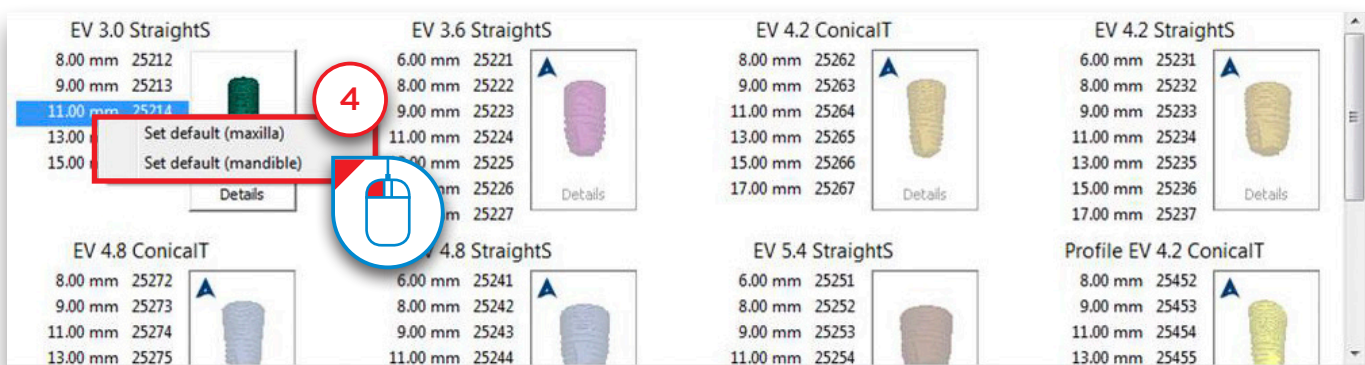 EV 3.0 StraightS
8.00 mm 25212
9.00 mm 25213
11.00 mm 25214
13.00
15.00
Set default (maxilla)
Set default (mandible)
Details
4
EV 3.6 StraightS
6.00 mm 25221
8.00 mm 25222
9.00 mm 25223
11.00 mm 25224
mm 25225
mm 25226
m 25227
Details
EV 4.2 ConicalT
8.00 mm 25262
9.00 mm 25263
11.00 mm 25264
13.00 mm 25265
15.00 mm 25266
17.00 mm 25267
Details
EV 4.2 StraightS
6.00 mm 25231
8.00 mm 25232
9.00 mm 25233
11.00 mm 25234
13.00 mm 25235
15.00 mm 25236
17.00 mm 25237
Details
EV 4.8 ConicalT
8.00 mm 25272
9.00 mm 25273
11.00 mm 25274
13.00 mm 25275
4.8 StraightS
6.00 mm 25241
8.00 mm 25242
9.00 mm 25243
11.00 mm 25244
EV 5.4 StraightS
6.00 mm 25251
8.00 mm 25252
9.00 mm 25253
11.00 mm 25254
Profile EV 4.2 ConicalT
8.00 mm 25452
9.00 mm 25453
11.00 mm 25454
13.00 mm 25455